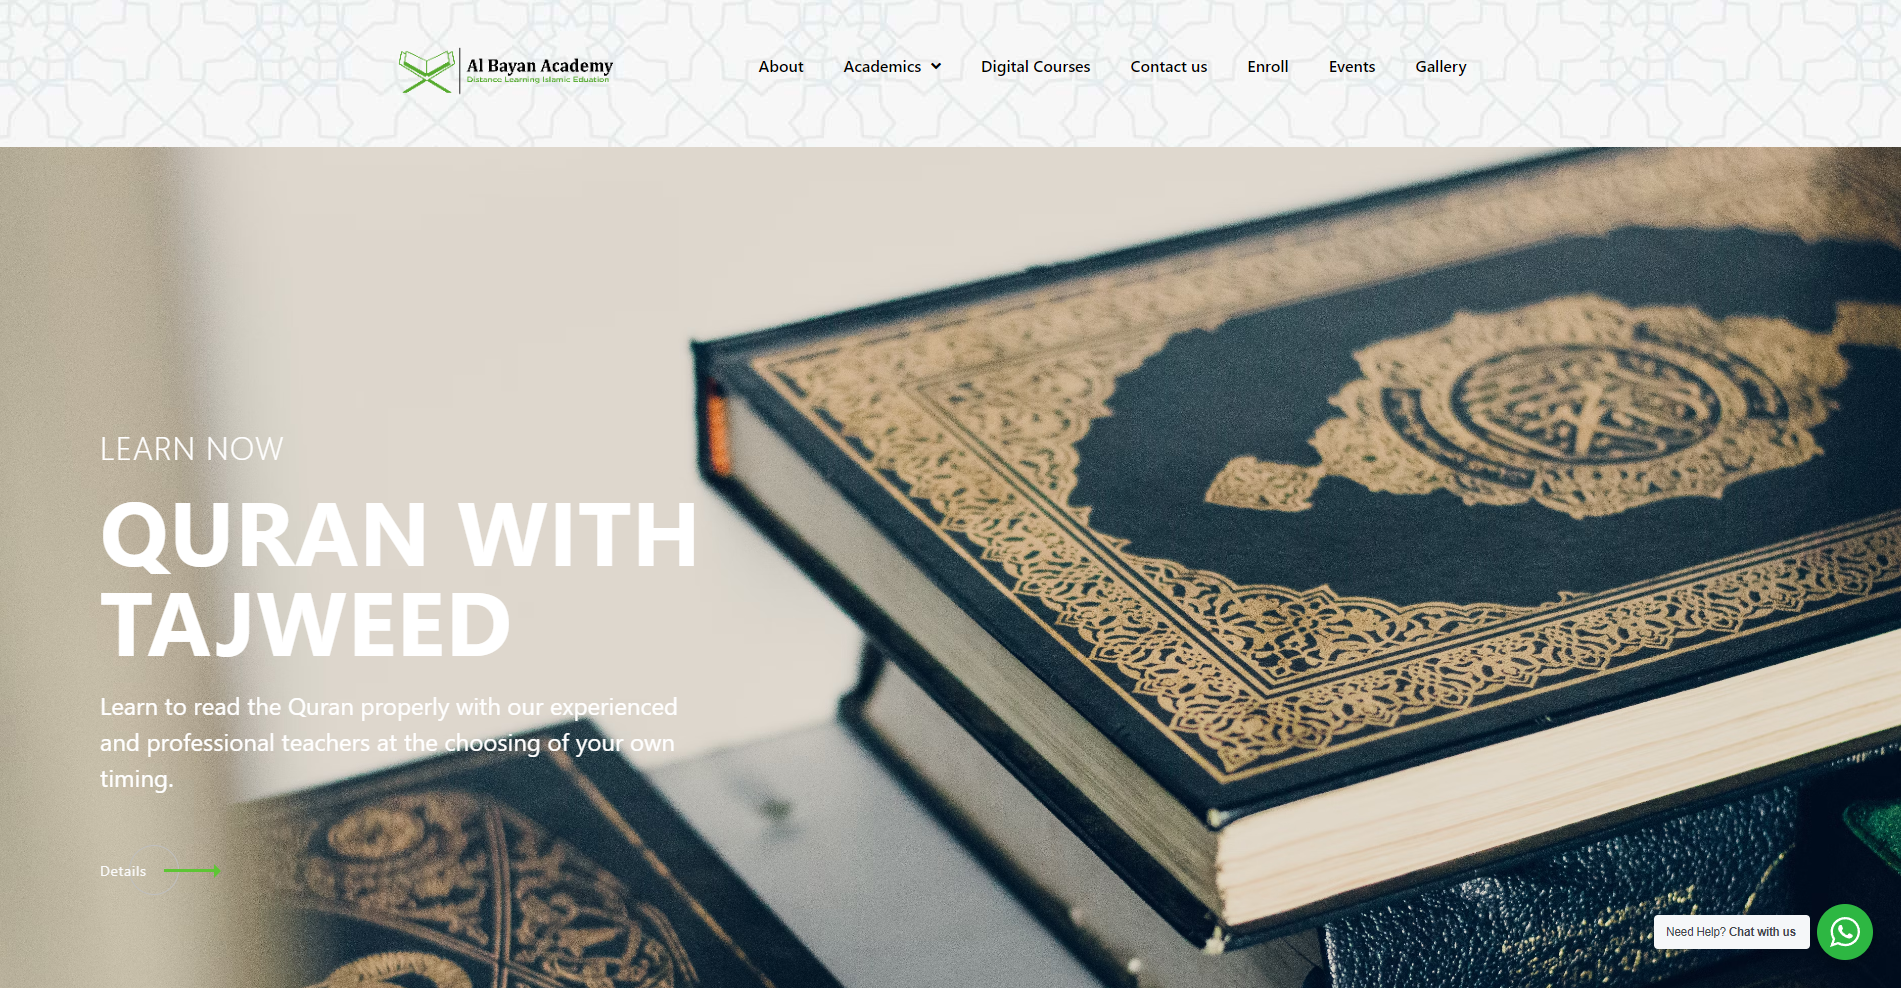 Al Bayan Academy
Distance Learning Islamic Eduation
About
Academics
Digital Courses
Contact us
Enroll
Events
Gallery
LEARN NOW
QURAN WITH
TAJWEED
Learn to read the Quran properly with our experienced
and professional teachers at the choosing of your own
timing.
Details
Need Help? Chat with us